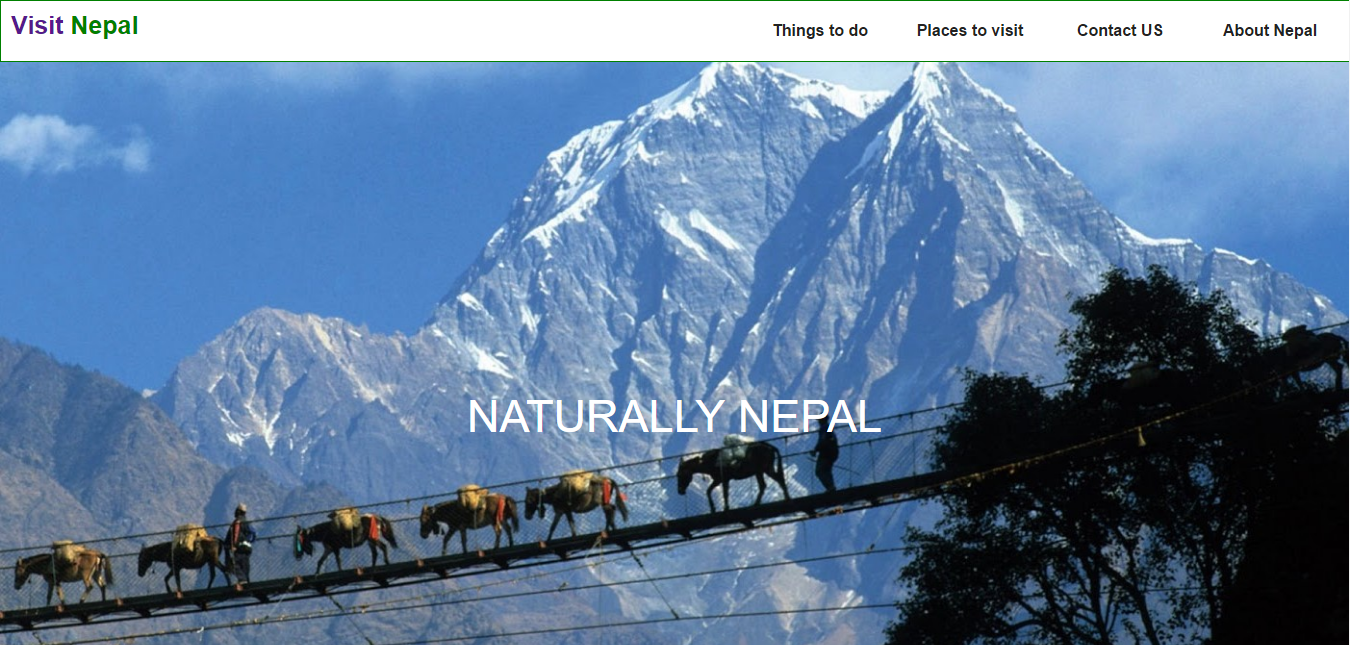 Visit Nepal
Things to do Places to visit Contact US About Nepal
NATURALLY NEPAL